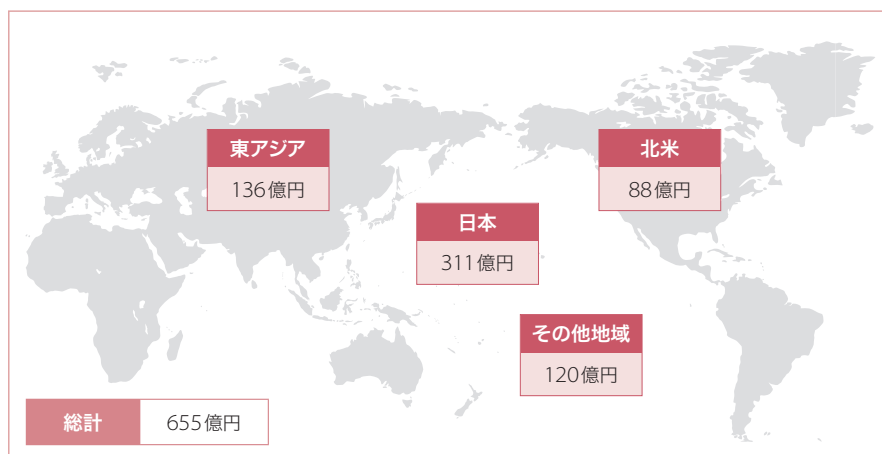 東アジア
136億円
北米
88億円
日本
311億円
その他地域
120億円
総計
655億円